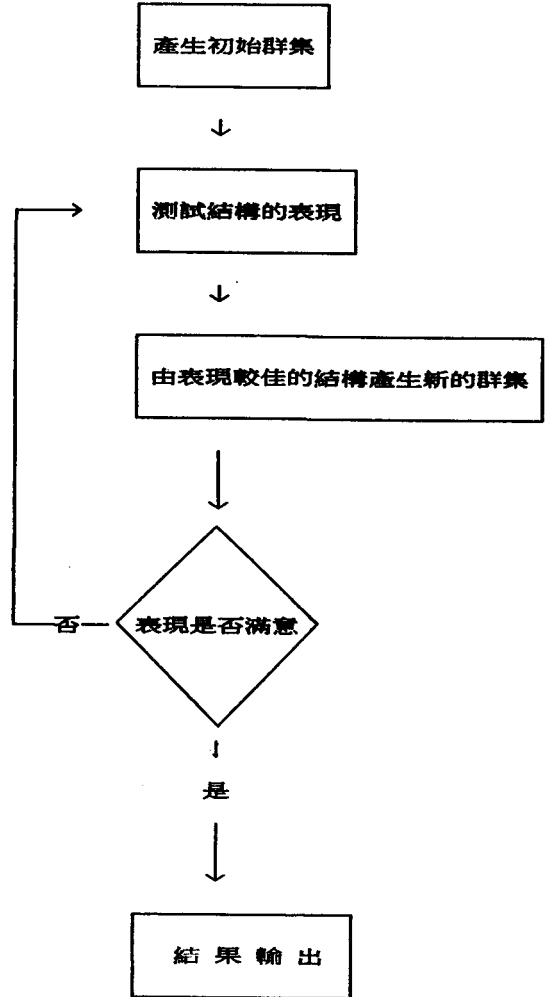 產生初始群集
測試結構的表現
由表現較佳的結構產生新的群集
表現是否滿意
否
是
結果輸出